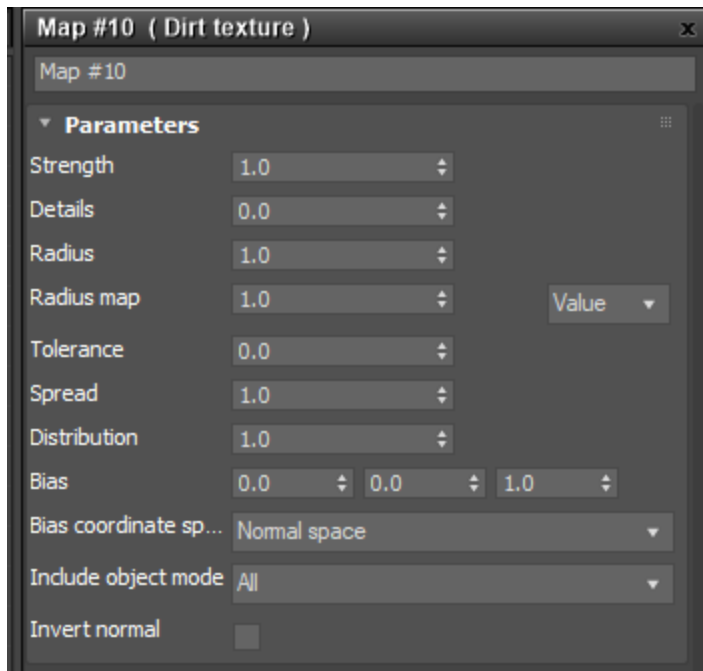 Map #10 ( Dirt texture ) x
Map #10
Parameters
Strength 1.0
Details 0.0
Radius 1.0
Radius map 1.0 Value
Tolerance 0.0
Spread 1.0
Distribution 1.0
Bias 0.0 0.0 1.0
Bias coordinate sp... Normal space
Include object mode All
Invert normal